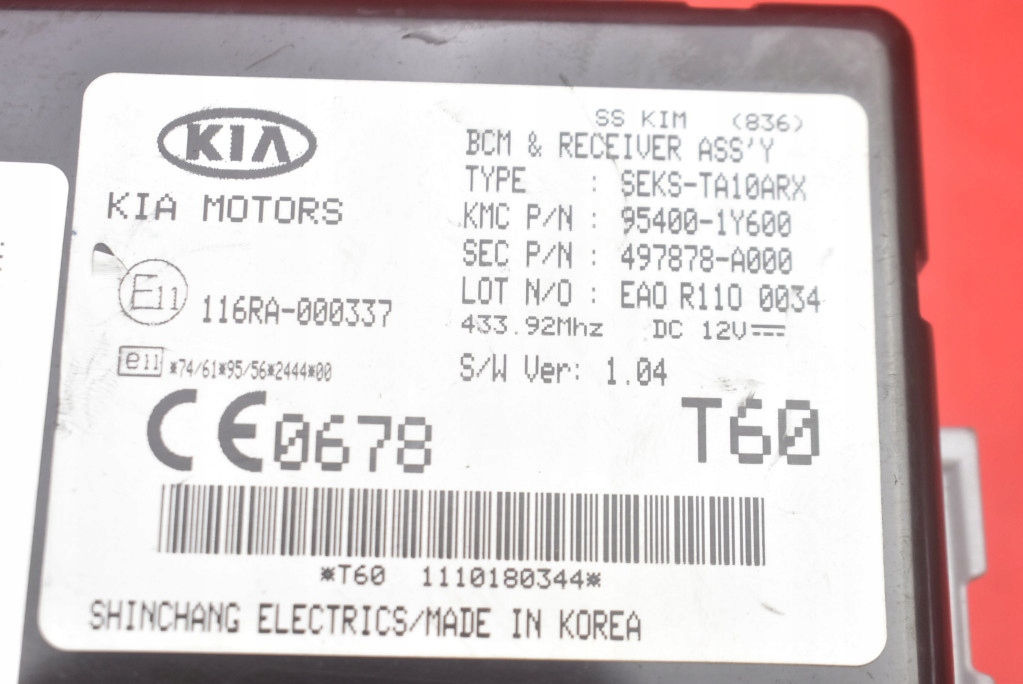 SS KIM (836)
KIA
KIA MOTORS
BCM & RECEIVER ASS'Y
TYPE : SEKS-TA10ARX
KMC P/N : 95400-1Y600
SEC P/N : 497878-A000
LOT N/O : EAO R110 0034
433.92Mhz DC 12V
S/W Ver: 1.04
E11
116RA-000337
e11 *74/61*95/56*2444*00
CE0678
T60
*T60 1110180344*
SHINCHANG ELECTRICS/MADE IN KOREA